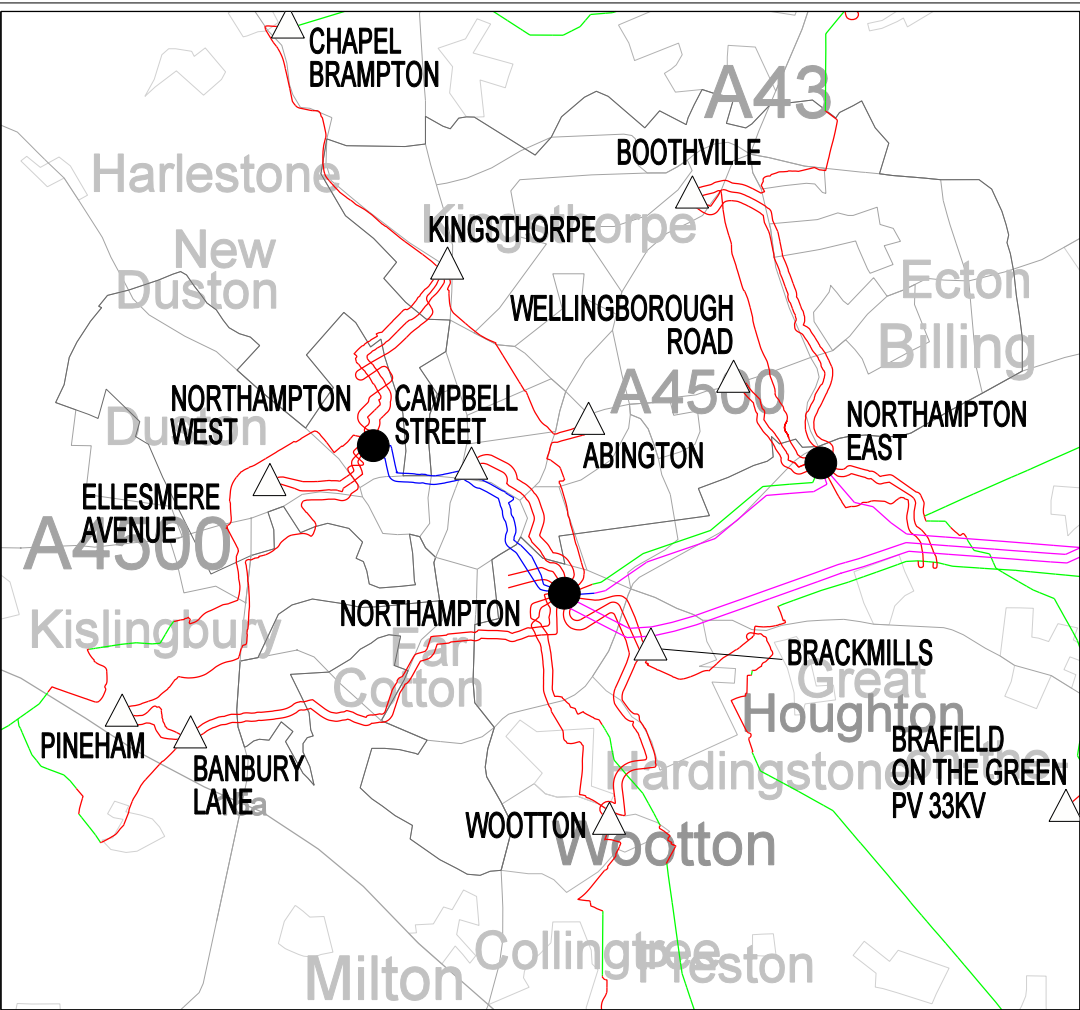 CHAPEL
BRAMPTON
A43
BOOTHVILLE
Harlestone
KINGSTHORPE
Kingsthorpe
New
Duston
Ecton
WELLINGBOROUGH
ROAD
Billing
A4500
NORTHAMPTON
WEST
CAMPBELL
STREET
Duston
NORTHAMPTON
EAST
ABINGTON
ELLESMERE
AVENUE
A4500
NORTHAMPTON
Kislingbury
Far
Cotton
BRACKMILLS
Great
Houghton
PINEHAM
BANBURY
LANE
Hardingstone
BRAFIELD
ON THE GREEN
PV 33KV
WOOTTON
Wootton
Collingtree
Preston
Milton